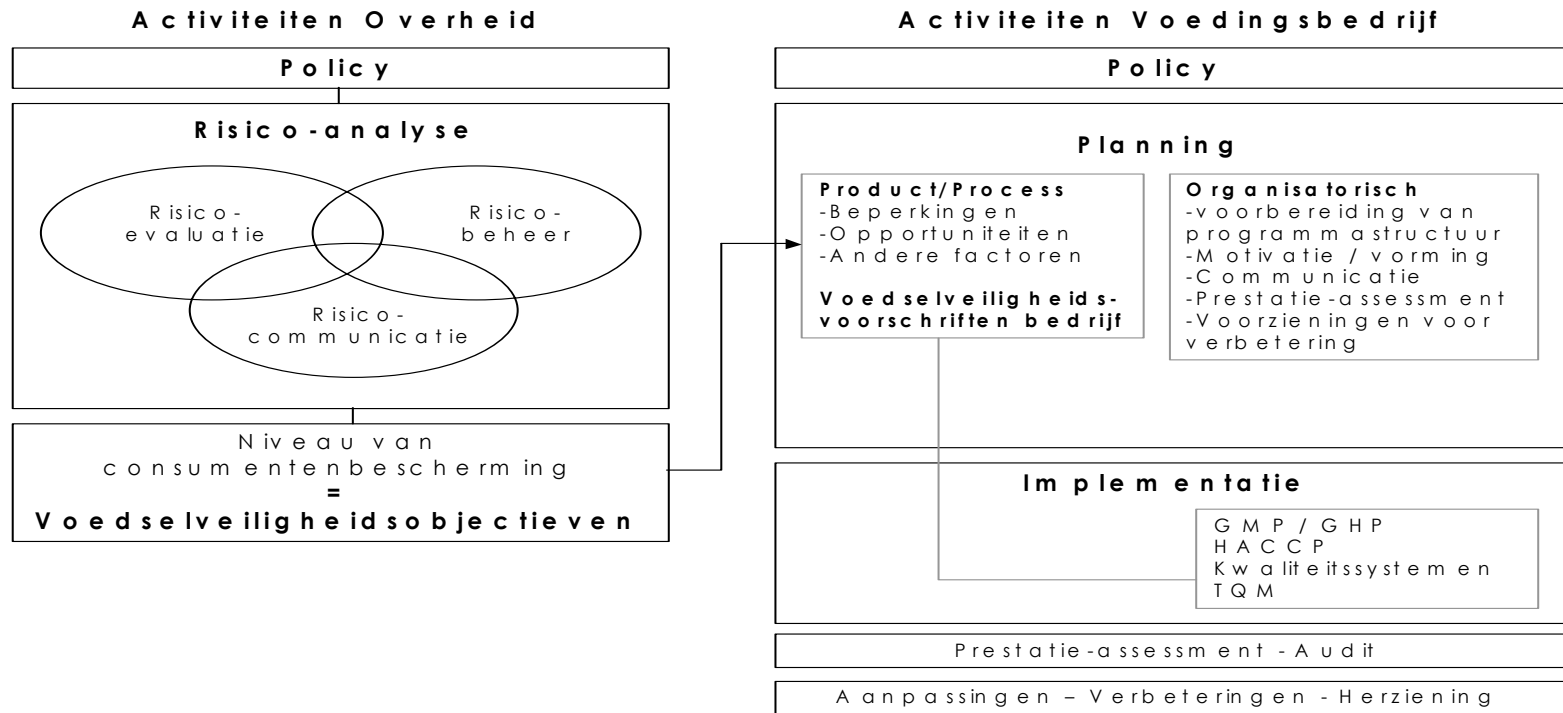 Activiteiten Overheid
Policy
Risico-analyse
Risico-
evaluatie
Risico-
beheer
Risico-
communicatie
Niveau van
consumentenbescherming
=
Voedselveiligheidsobjectieven
Activiteiten Voedingsbedrijf
Policy
Planning
Product/Process
-Beperkingen
-Opportuniteiten
-Andere factoren
Voedselveiligheids-
voorschriften bedrijf
Organisatorisch
-voorbereiding van
programmastructuur
-Motivatie / vorming
-Communicatie
-Prestatie-assessment
-Voorzieningen voor
verbetering
Implementatie
GMP / GHP
HACCP
Kwaliteitssystemen
TQM
Prestatie-assessment - Audit
Aanpassingen – Verbeteringen - Herziening